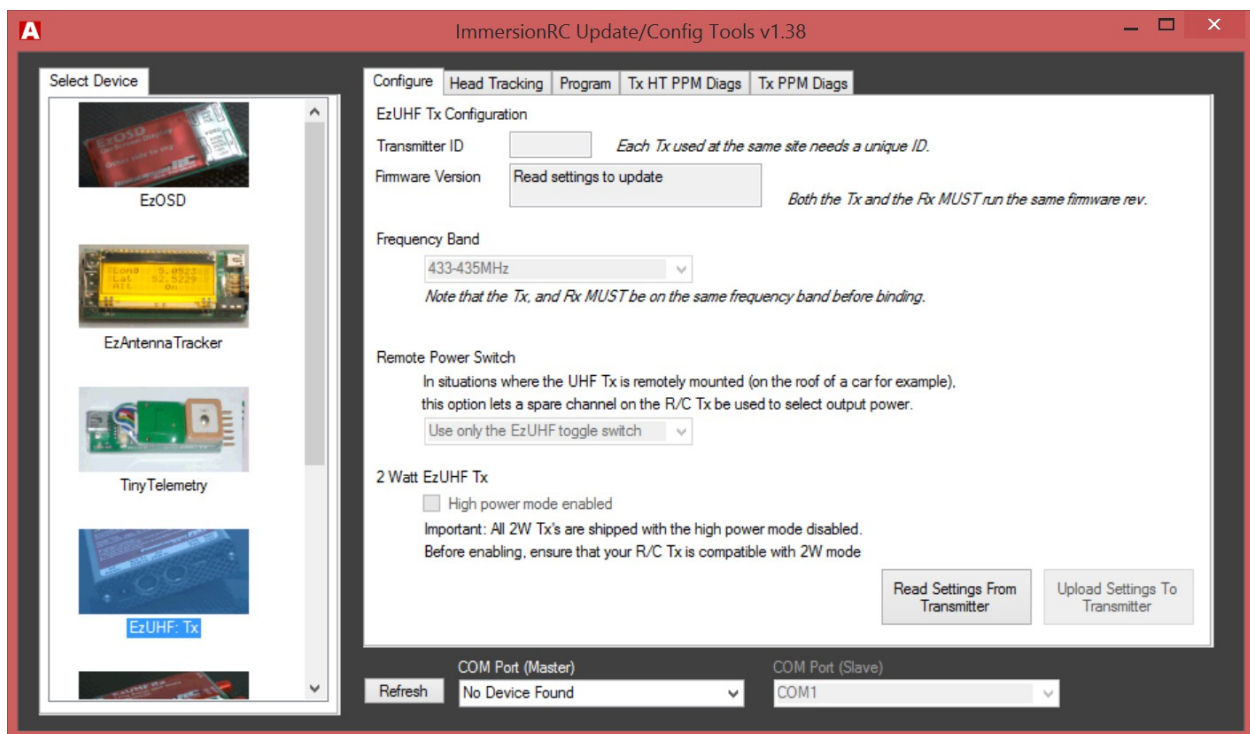 ImmersionRC Update/Config Tools v1.38
Select Device
EzOSD
EzAntennaTracker
TinyTelemetry
EzUHF: Tx
Configure
Head Tracking
Program
Tx HT PPM Diags
Tx PPM Diags
EzUHF Tx Configuration
Transmitter ID
Each Tx used at the same site needs a unique ID.
Firmware Version
Read settings to update
Both the Tx and the Rx MUST run the same firmware rev.
Frequency Band
433-435MHz
Note that the Tx, and Rx MUST be on the same frequency band before binding.
Remote Power Switch
In situations where the UHF Tx is remotely mounted (on the roof of a car for example),
this option lets a spare channel on the R/C Tx be used to select output power.
Use only the EzUHF toggle switch
2 Watt EzUHF Tx
High power mode enabled
Important: All 2W Tx's are shipped with the high power mode disabled.
Before enabling, ensure that your R/C Tx is compatible with 2W mode
Read Settings From
Transmitter
Upload Settings To
Transmitter
COM Port (Master)
COM Port (Slave)
Refresh
No Device Found
COM1